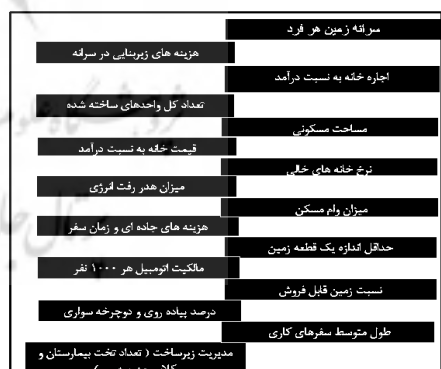 سرانه زمین هر فرد
هزینه های زیربنایی در سرانه
اجاره خانه به نسبت درآمد
تعداد کل واحدهای ساخته شده
مساحت مسکونی
قیمت خانه به نسبت درآمد
نرخ خانه های خالی
میزان هدر رفت انرژی
میزان وام مسکن
هزینه های جاده ای و زمان سفر
حداقل اندازه یک قطعه زمین
مالکیت اتومبیل هر ۱۰۰۰ نفر
نسبت زمین قابل فروش
درصد پیاده روی و دوچرخه سواری
طول متوسط سفرهای کاری
مدیریت زیرساخت ( تعداد تخت بیمارستان و